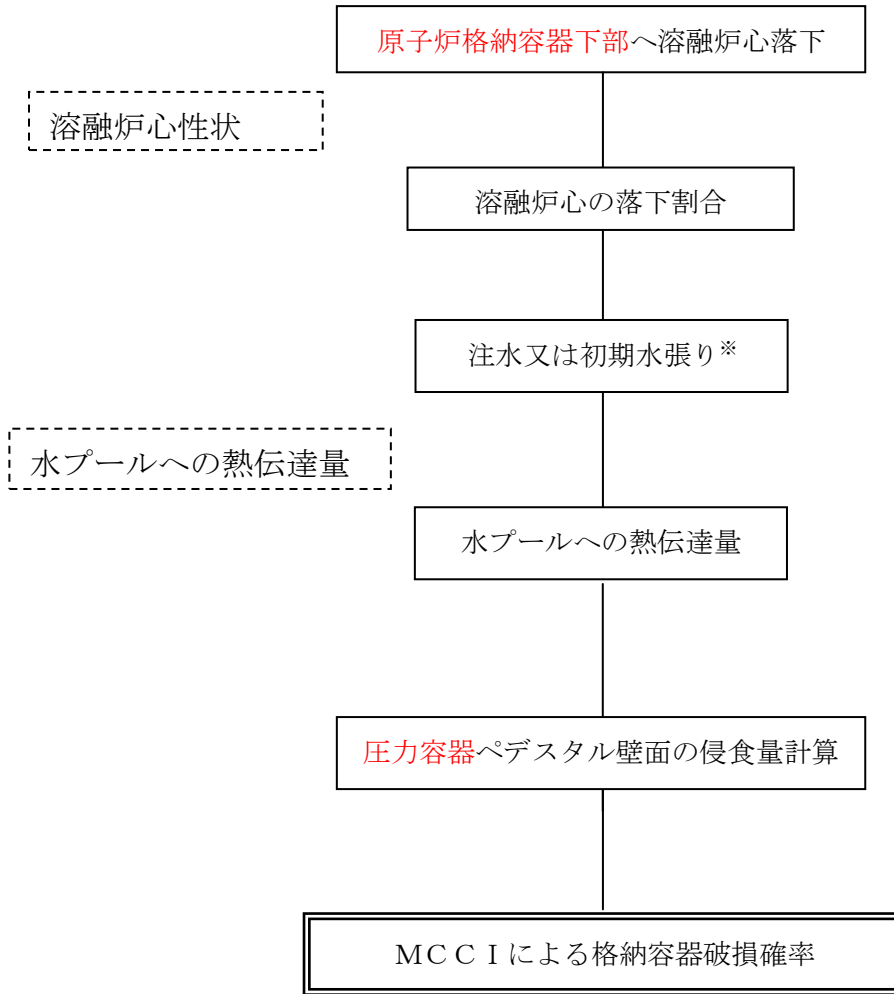 原子炉格納容器下部へ溶融炉心落下
溶融炉心性状
溶融炉心の落下割合
注水又は初期水張り※
水プールへの熱伝達量
水プールへの熱伝達量
圧力容器ペデスタル壁面の侵食量計算
ＭＣＣＩによる格納容器破損確率